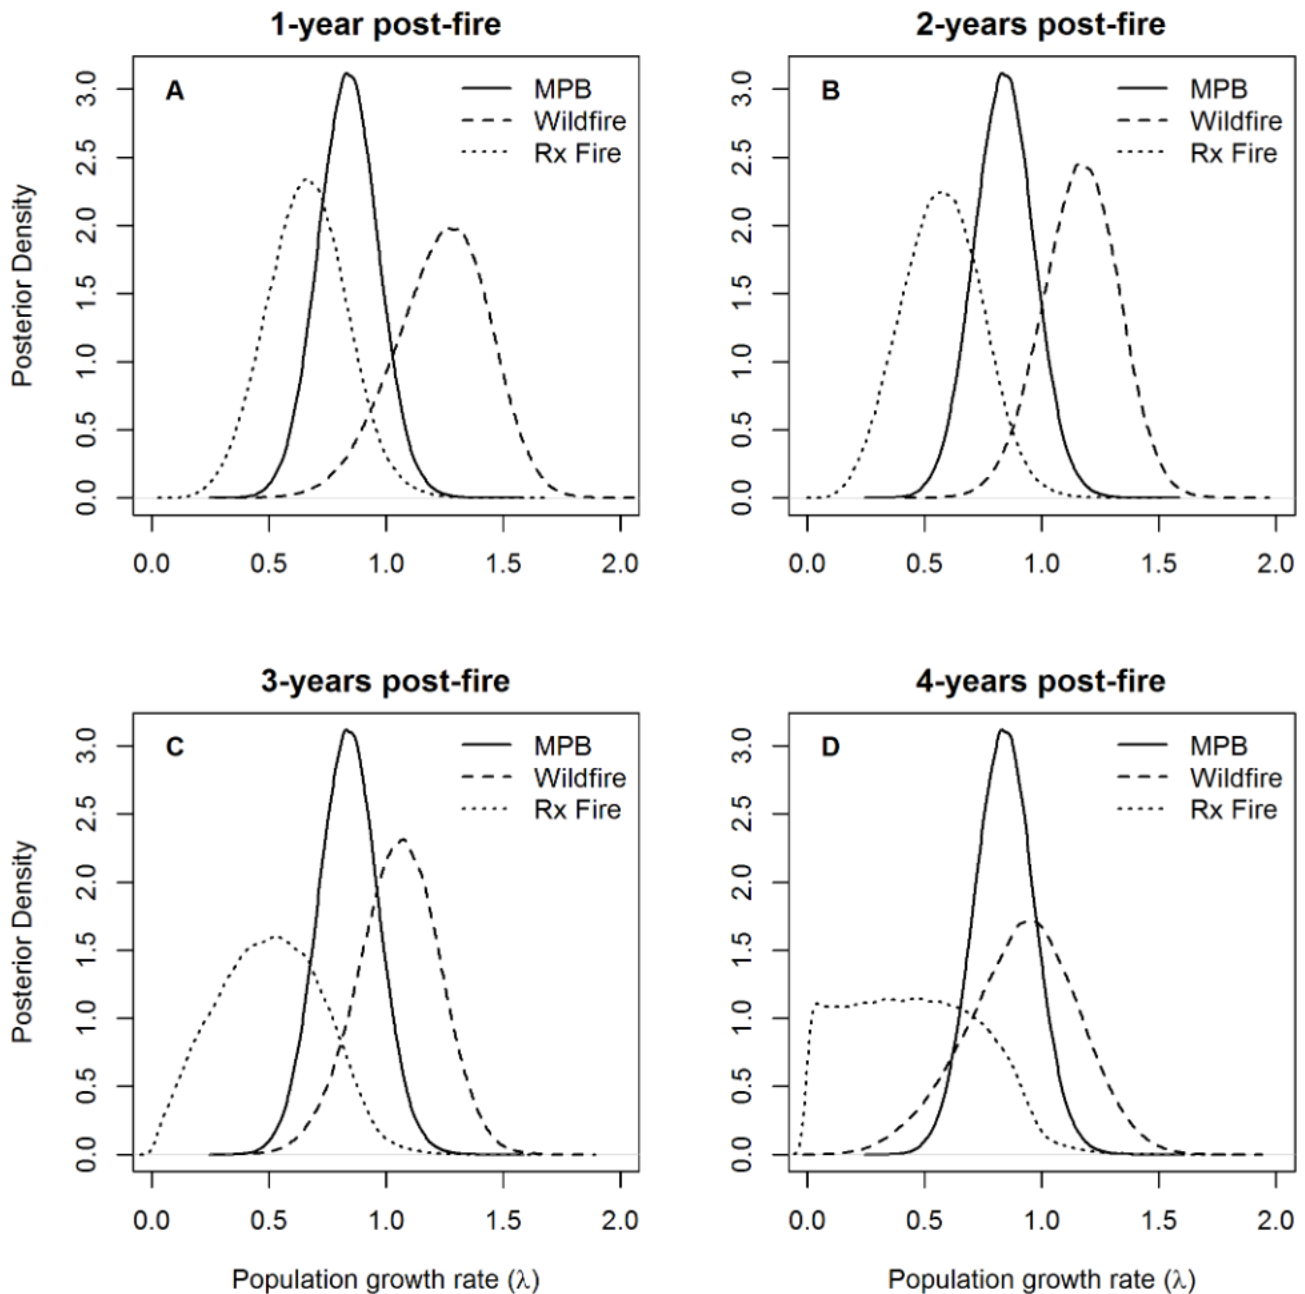 1-year post-fire
A
MPB
Wildfire
Rx Fire
Posterior Density
0.0 0.5 1.0 1.5 2.0 2.5 3.0
0.0 0.5 1.0 1.5 2.0
2-years post-fire
B
MPB
Wildfire
Rx Fire
0.0 0.5 1.0 1.5 2.0 2.5 3.0
0.0 0.5 1.0 1.5 2.0
3-years post-fire
C
MPB
Wildfire
Rx Fire
Posterior Density
0.0 0.5 1.0 1.5 2.0 2.5 3.0
0.0 0.5 1.0 1.5 2.0
Population growth rate (λ)
4-years post-fire
D
MPB
Wildfire
Rx Fire
0.0 0.5 1.0 1.5 2.0 2.5 3.0
0.0 0.5 1.0 1.5 2.0
Population growth rate (λ)